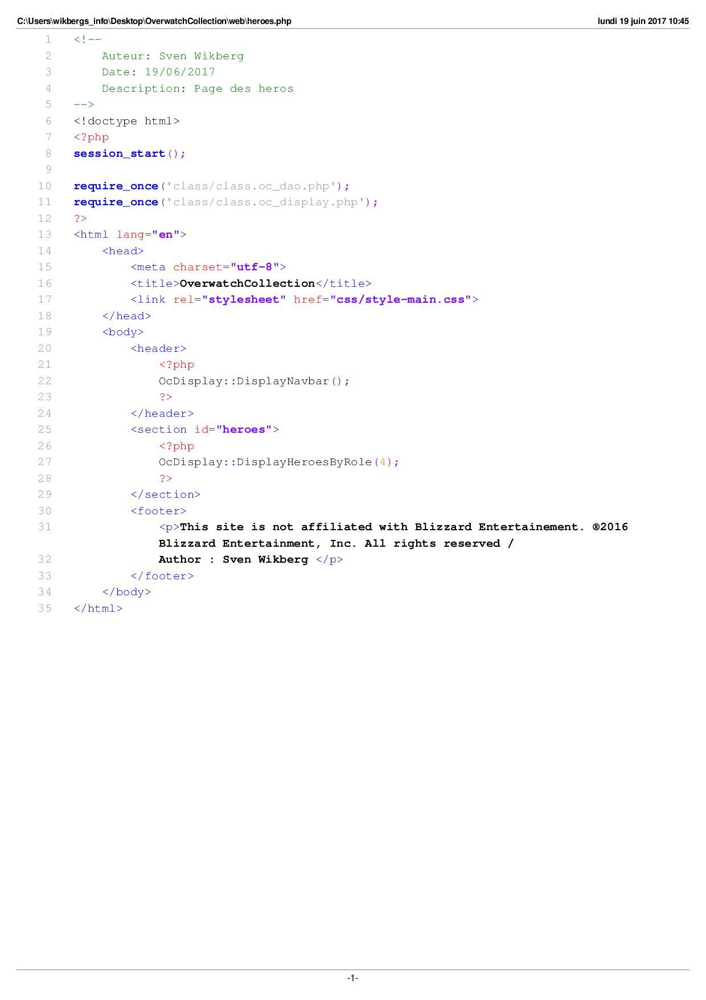 C:\Users\wikbergs_info\Desktop\OverwatchCollection\web\heroes.php lundi 19 juin 2017 10:45
1 <!--
2 Auteur: Sven Wikberg
3 Date: 19/06/2017
4 Description: Page des heros
5 -->
6 <!doctype html>
7 <?php
8 session_start();
9
10 require_once('class/class.oc_dao.php');
11 require_once('class/class.oc_display.php');
12 ?>
13 <html lang="en">
14 <head>
15 <meta charset="utf-8">
16 <title>OverwatchCollection</title>
17 <link rel="stylesheet" href="css/style-main.css">
18 </head>
19 <body>
20 <header>
21 <?php
22 OcDisplay::DisplayNavbar();
23 ?>
24 </header>
25 <section id="heroes">
26 <?php
27 OcDisplay::DisplayHeroesByRole(4);
28 ?>
29 </section>
30 <footer>
31 <p>This site is not affiliated with Blizzard Entertainement. ®2016
Blizzard Entertainment, Inc. All rights reserved /
32 Author : Sven Wikberg </p>
33 </footer>
34 </body>
35 </html>
-1-